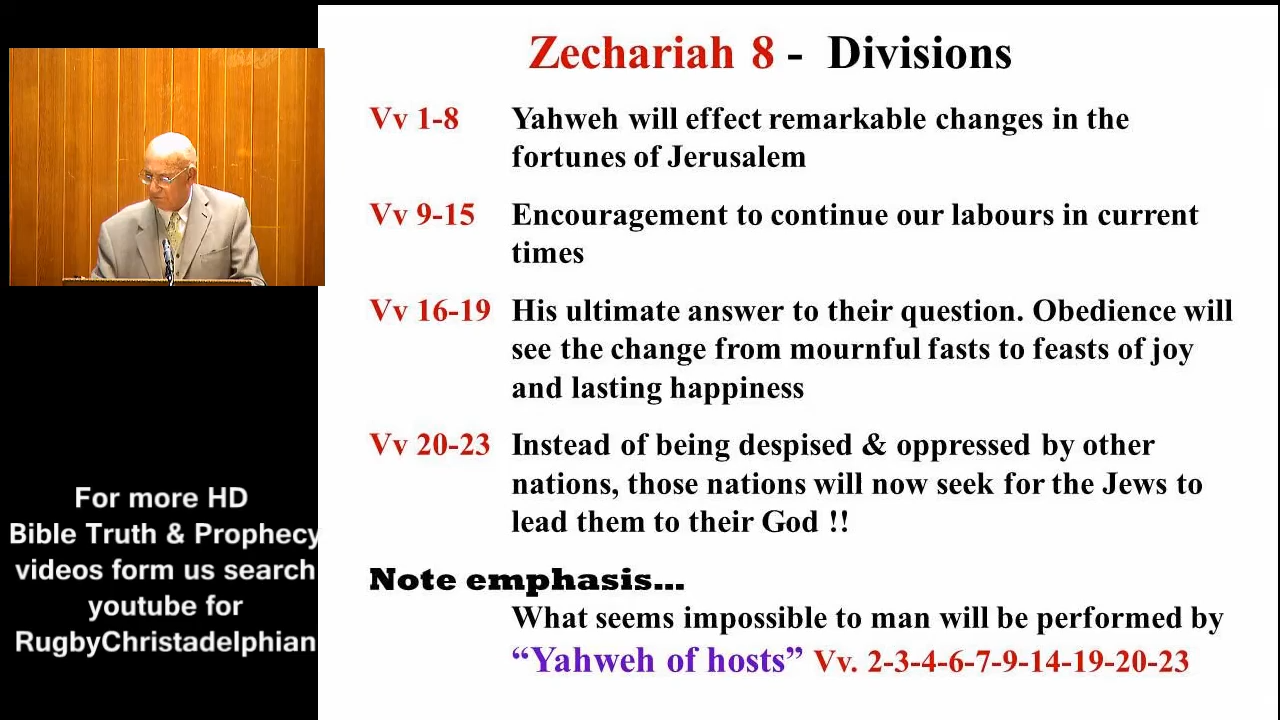 Zechariah 8 - Divisions
Vv 1-8 Yahweh will effect remarkable changes in the
fortunes of Jerusalem
Vv 9-15 Encouragement to continue our labours in current
times
Vv 16-19 His ultimate answer to their question. Obedience will
see the change from mournful fasts to feasts of joy
and lasting happiness
Vv 20-23 Instead of being despised & oppressed by other
nations, those nations will now seek for the Jews to
lead them to their God !!
Note emphasis...
What seems impossible to man will be performed by
“Yahweh of hosts” Vv. 2-3-4-6-7-9-14-19-20-23
For more HD
Bible Truth & Prophecy
videos form us search
youtube for
RugbyChristadelphian